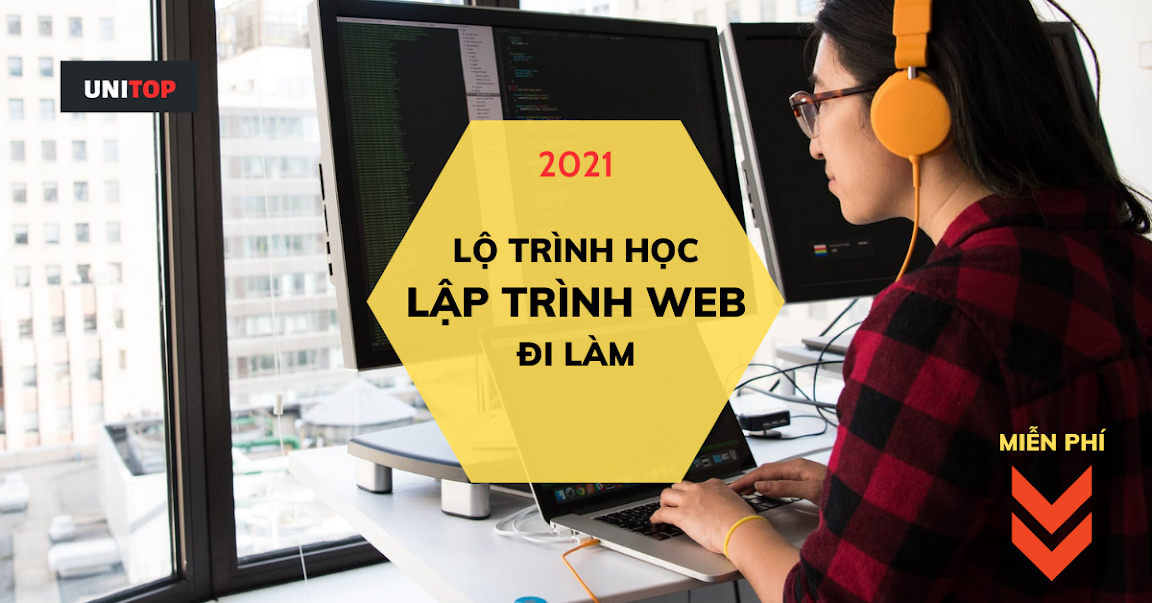 UNITOP
2021
LỘ TRÌNH HỌC
LẬP TRÌNH WEB
ĐI LÀM
MIỄN PHÍ